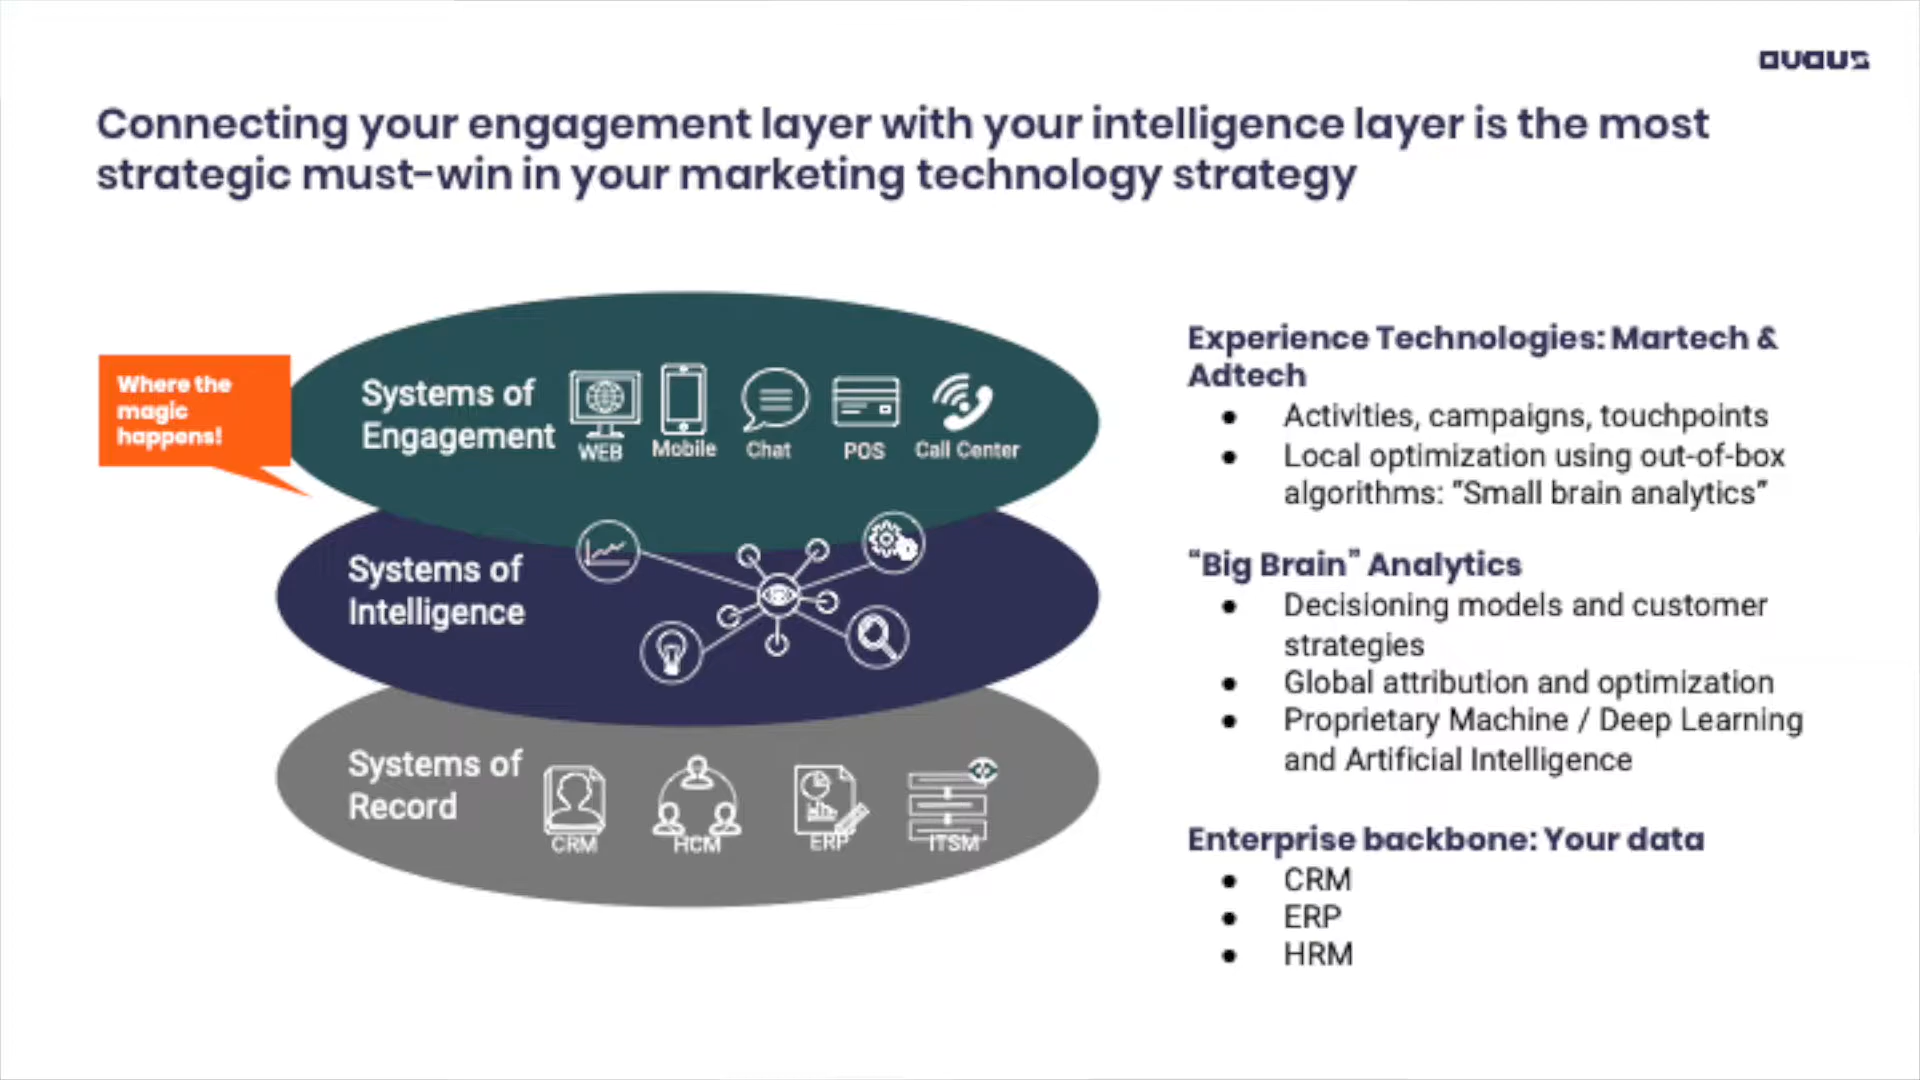 avaus
Connecting your engagement layer with your intelligence layer is the most
strategic must-win in your marketing technology strategy
Where the
magic
happens!
Systems of
Engagement
WEB
Mobile
Chat
POS
Call Center
Systems of
Intelligence
Systems of
Record
CRM
HCM
ERP
ITSM
Experience Technologies: Martech &
Adtech
● Activities, campaigns, touchpoints
● Local optimization using out-of-box
algorithms: “Small brain analytics”
“Big Brain” Analytics
● Decisioning models and customer
strategies
● Global attribution and optimization
● Proprietary Machine / Deep Learning
and Artificial Intelligence
Enterprise backbone: Your data
● CRM
● ERP
● HRM